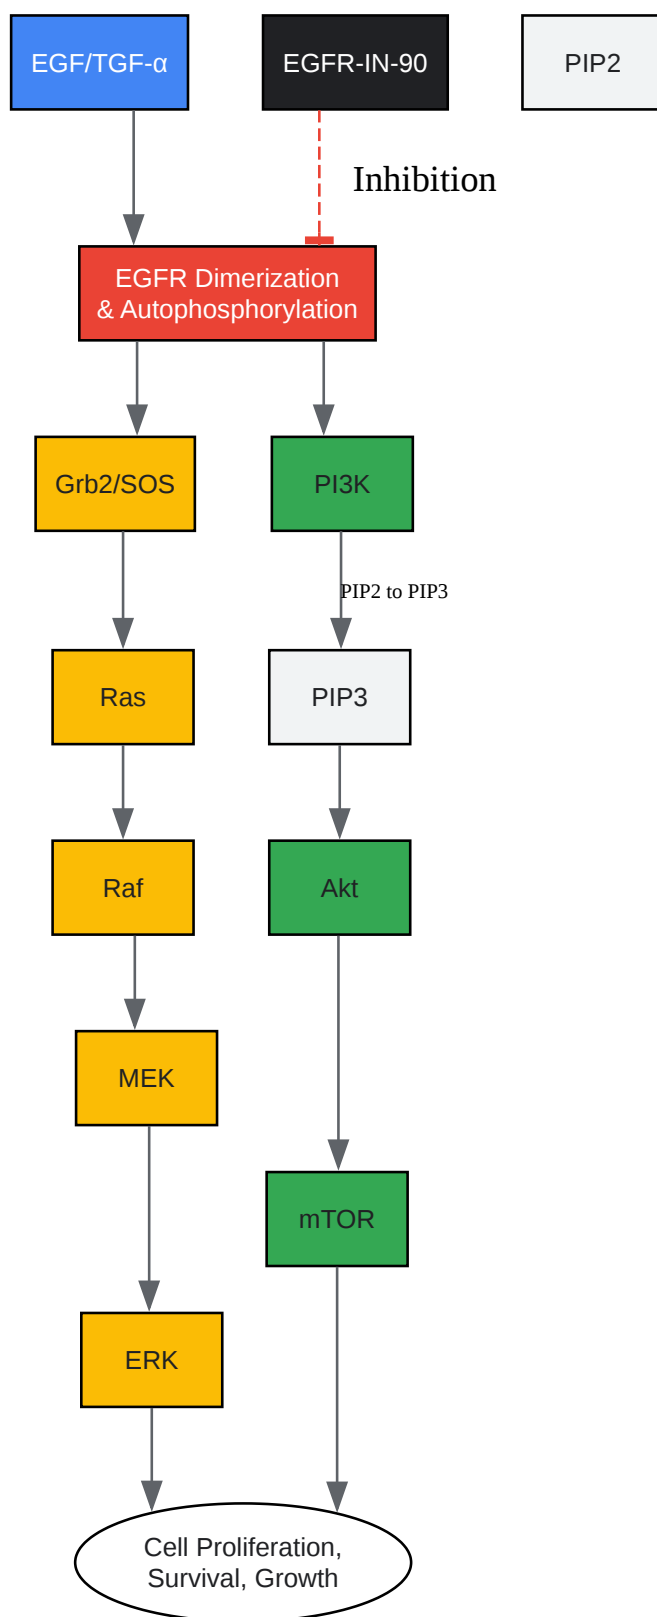 EGF/TGF-α
EGFR-IN-90
PIP2
Inhibition
EGFR Dimerization
& Autophosphorylation
Grb2/SOS
PI3K
PIP2 to PIP3
Ras
PIP3
Raf
Akt
MEK
mTOR
ERK
Cell Proliferation,
Survival, Growth